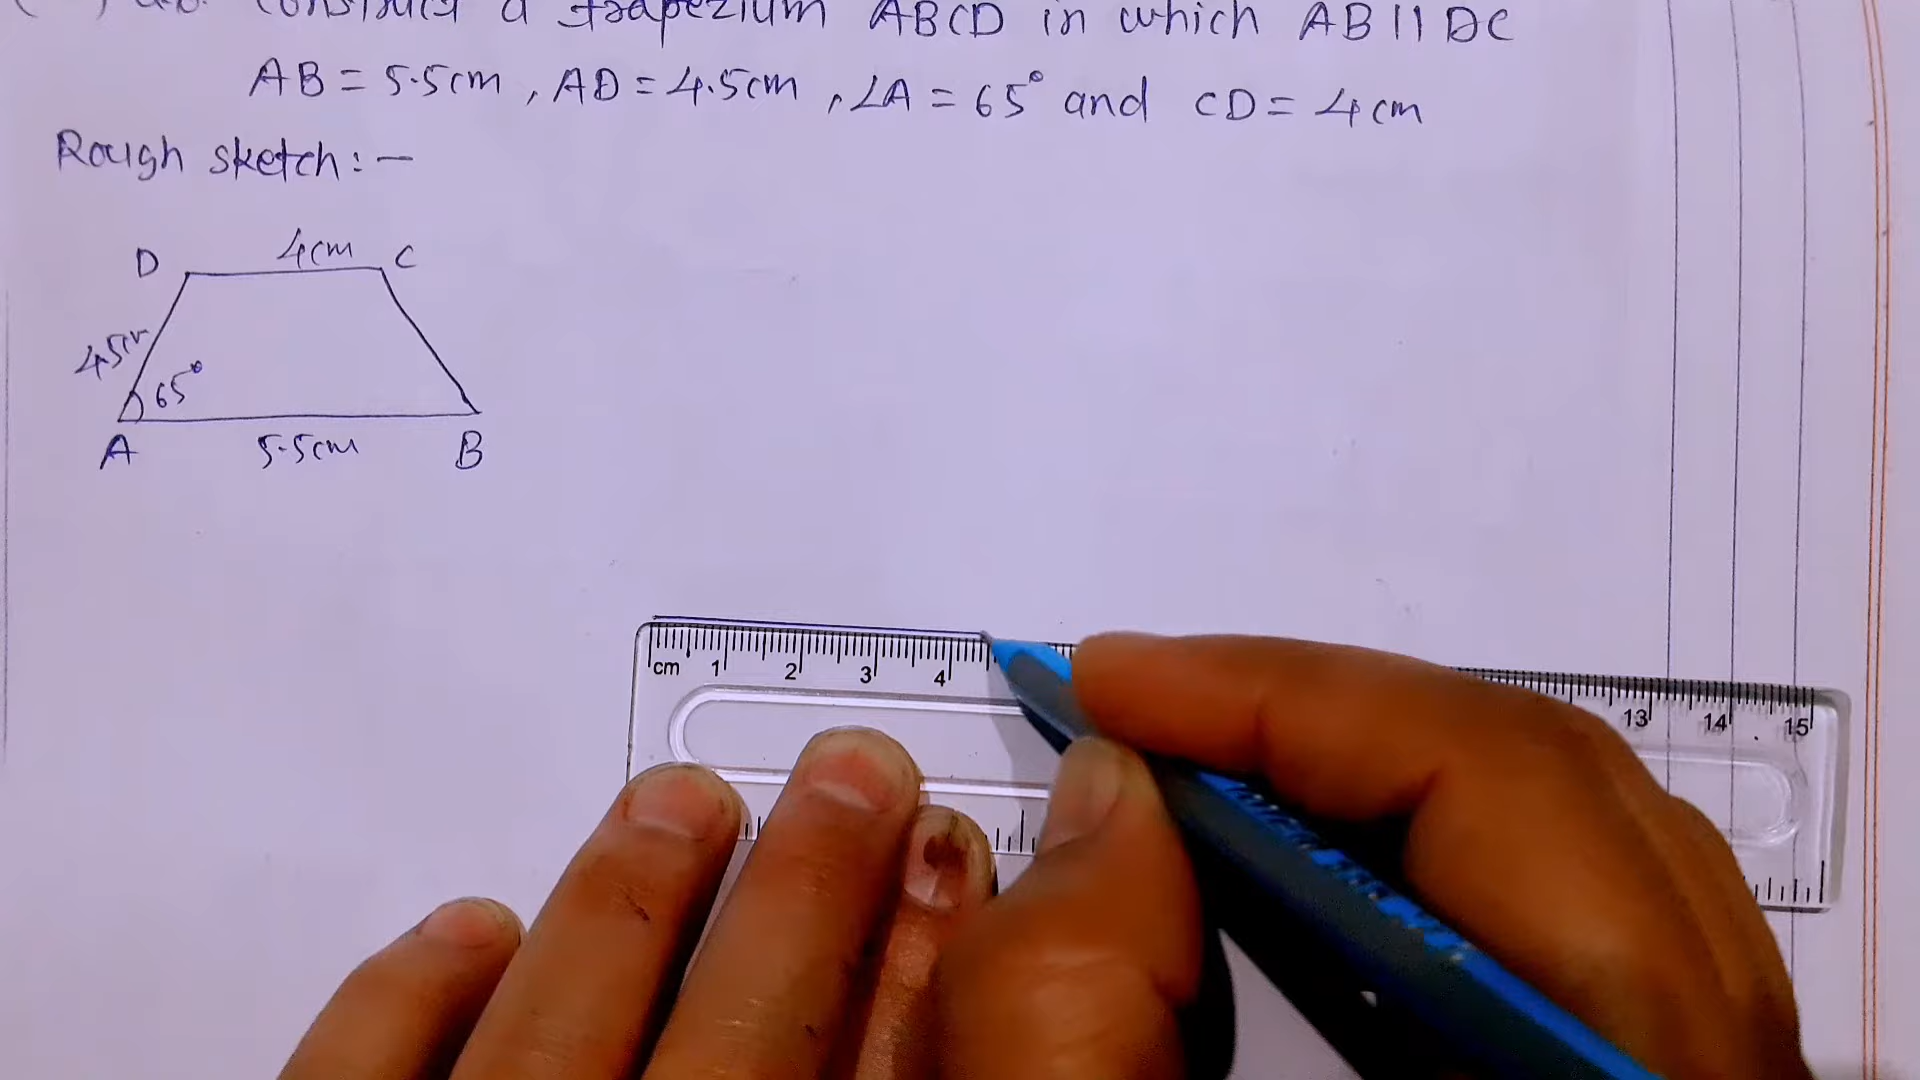 construct a trapezium ABCD in which AB || DC
AB = 5.5cm , AD = 4.5cm , ∠A = 65° and CD = 4cm
Rough sketch:-
D 4cm C
4.5cm
65°
A 5.5cm B
cm 1 2 3 4 13 14 15